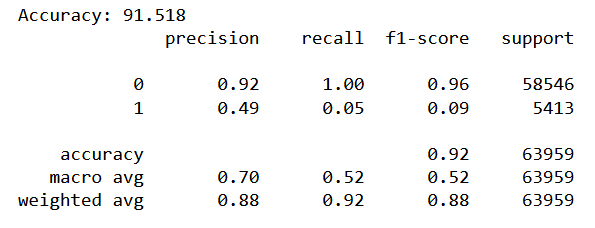 Accuracy: 91.518
precision recall f1-score support
0 0.92 1.00 0.96 58546
1 0.49 0.05 0.09 5413
accuracy 0.92 63959
macro avg 0.70 0.52 0.52 63959
weighted avg 0.88 0.92 0.88 63959